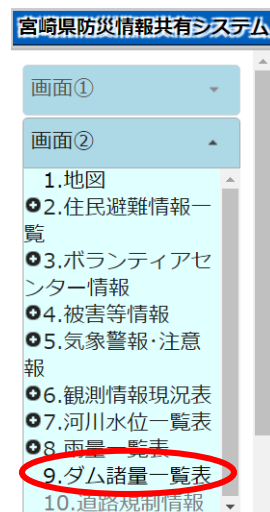 宮崎県防災情報共有システム
画面①
画面②
1.地図
2.住民避難情報一
覧
3.ボランティアセ
ンター情報
4.被害等情報
5.気象警報･注意
報
6.観測情報現況表
7.河川水位一覧表
8.雨量一覧表
9.ダム諸量一覧表
10.道路規制情報